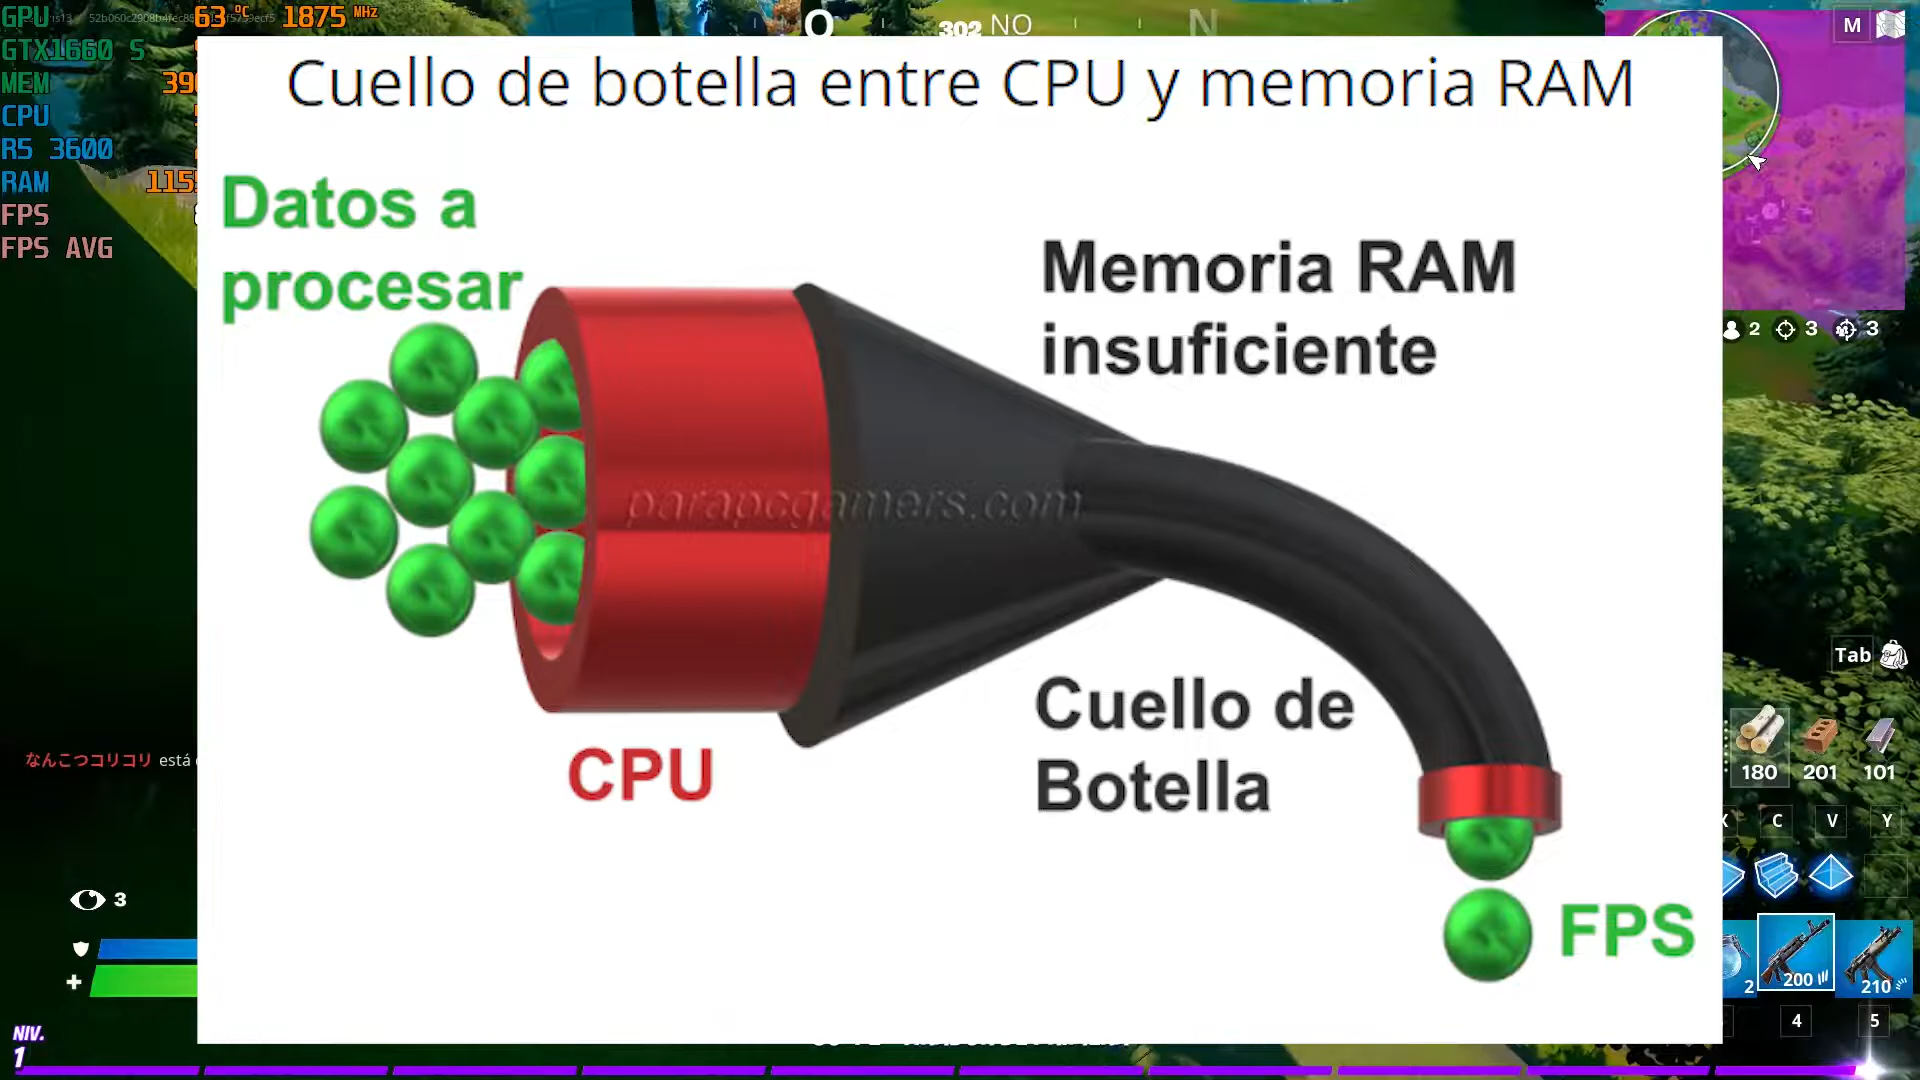 GPU 63 °C 1875 MHz
O 302 NO N
M
GTX1660 S
MEM 390
CPU
R5 3600
RAM 115
FPS
FPS AVG
Cuello de botella entre CPU y memoria RAM
Datos a
procesar
Memoria RAM
insuficiente
2 3 3
parapcgamers.com
CPU
Cuello de
Botella
FPS
Tab
なんこつコリコリ está
180 201 101
X C V Y
3
2 200 210
4 5
NIV.
1